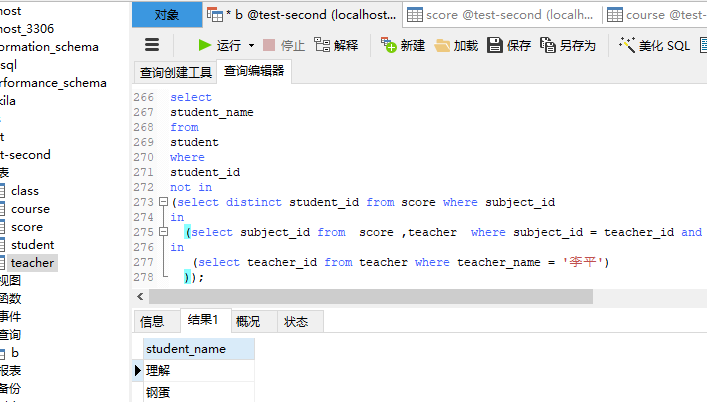 ost
ost_3306
ormation_schema
sql
rformance_schema
kila
t
t-second
表
class
course
score
student
teacher
视图
函数
事件
查询
b
报表
备份
对象
* b @test-second (localhost...
score @test-second (localh...
course @test-
运行
停止
解释
新建
加载
保存
另存为
美化 SQL
查询创建工具
查询编辑器
266 select
267 student_name
268 from
269 student
270 where
271 student_id
272 not in
273 (select distinct student_id from score where subject_id
274 in
275 (select subject_id from score ,teacher where subject_id = teacher_id and
276 in
277 (select teacher_id from teacher where teacher_name = '李平')
278 ));
信息
结果1
概况
状态
student_name
理解
钢蛋